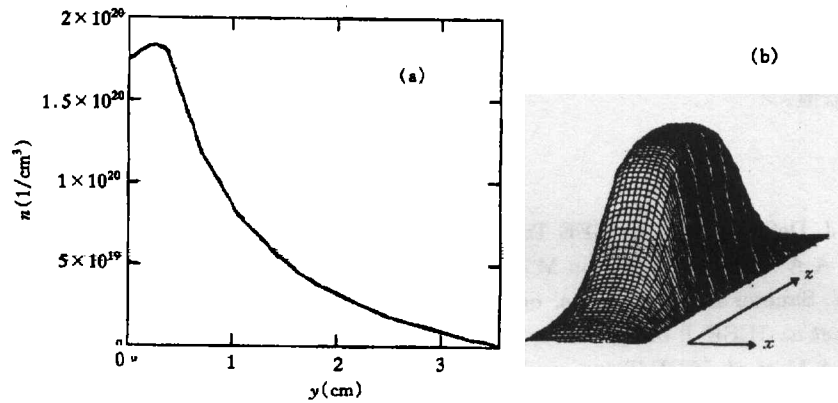 2×10²⁰
(a)
1.5×10²⁰
1×10²⁰
5×10¹⁹
0
0
1
2
3
n(1/cm³)
y(cm)
(b)
z
x